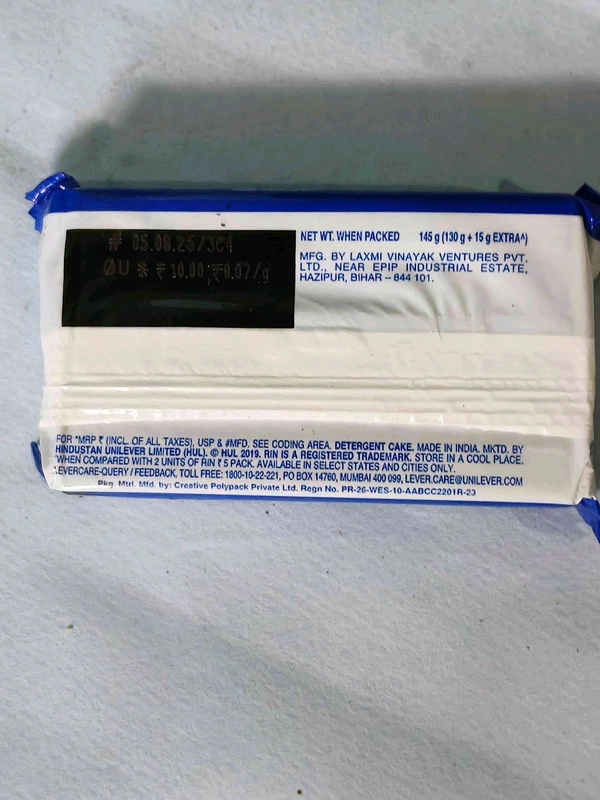 # 05.08.26/3C4
ØU * ₹ 10.00 ₹0.07/g
NET WT. WHEN PACKED 145 g (130 g + 15 g EXTRA^)
MFG. BY LAXMI VINAYAK VENTURES PVT.
LTD., NEAR EPIP INDUSTRIAL ESTATE,
HAZIPUR, BIHAR – 844 101.
FOR *MRP ₹ (INCL. OF ALL TAXES), USP & #MFD. SEE CODING AREA. DETERGENT CAKE. MADE IN INDIA. MKTD. BY
HINDUSTAN UNILEVER LIMITED (HUL). © HUL 2019. RIN IS A REGISTERED TRADEMARK. STORE IN A COOL PLACE.
^WHEN COMPARED WITH 2 UNITS OF RIN ₹ 5 PACK. AVAILABLE IN SELECT STATES AND CITIES ONLY.
LEVERCARE-QUERY / FEEDBACK, TOLL FREE: 1800-10-22-221, PO BOX 14760, MUMBAI 400 099, LEVER.CARE@UNILEVER.COM
Pkg. Mtrl. Mfd. by: Creative Polypack Private Ltd. Regn No. PR-26-WES-10-AABCC2201R-23